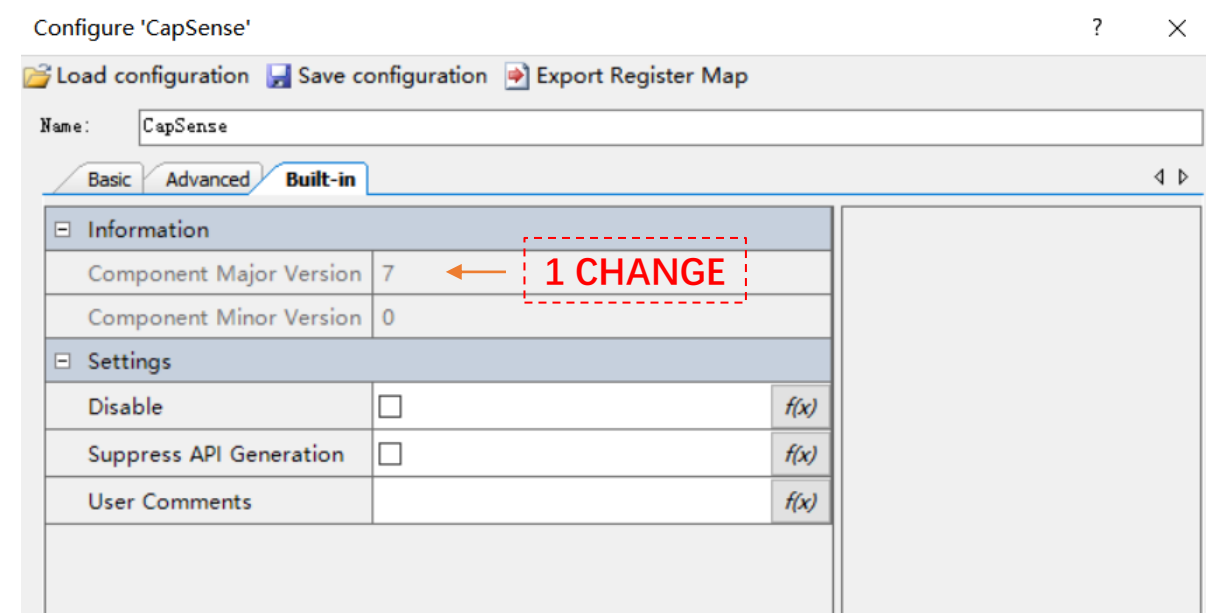 Configure 'CapSense' ?
Load configuration Save configuration Export Register Map
Name: CapSense
Basic Advanced Built-in
Information
Component Major Version 7
1 CHANGE
Component Minor Version 0
Settings
Disable f(x)
Suppress API Generation f(x)
User Comments f(x)